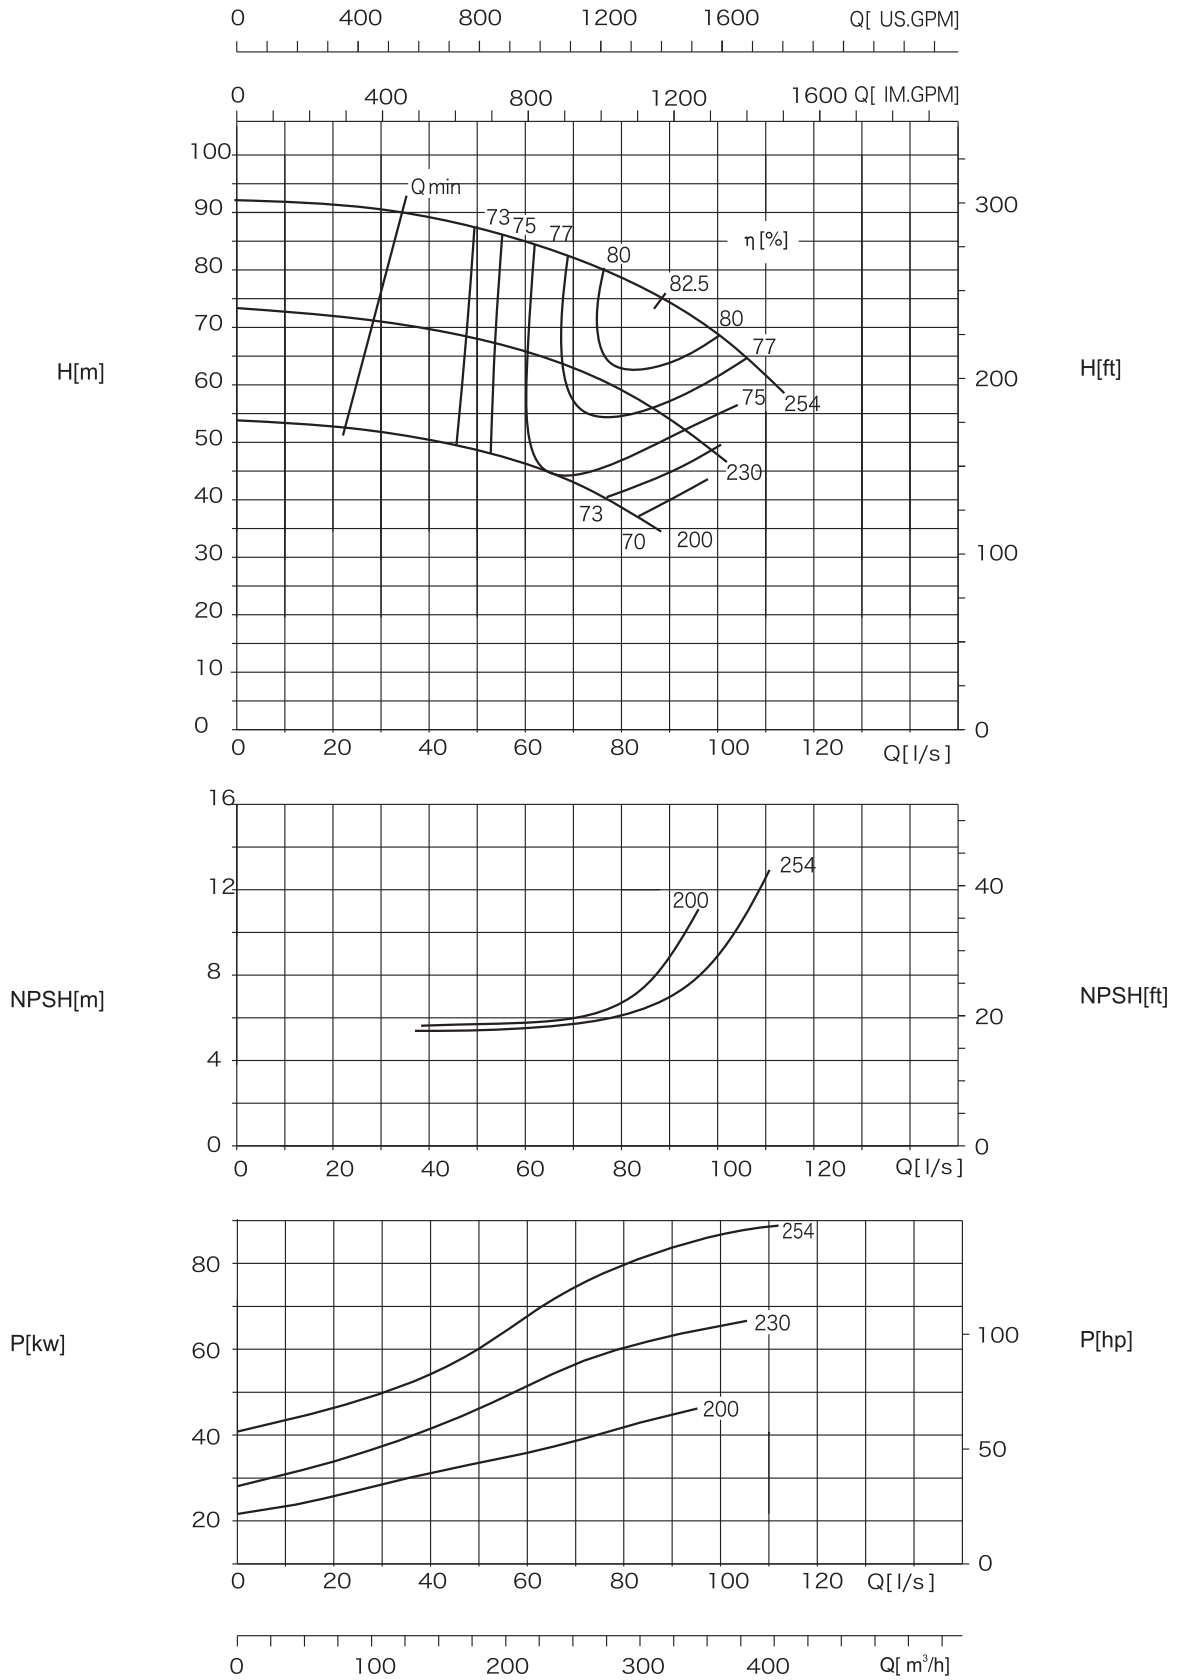 0 400 800 1200 1600 Q[ US.GPM]
0 400 800 1200 1600 Q[ IM.GPM]
100
Qmin
90
300
73 75 77
η[%]
80
80
82.5
70
80
77
H[m]
H[ft]
60
200
75
254
50
230
40
73
70 200
30
100
20
10
0
0
0 20 40 60 80 100 120 Q[l/s]
16
254
12
40
200
8
NPSH[m]
NPSH[ft]
20
4
0
0
0 20 40 60 80 100 120 Q[l/s]
254
80
230
100
P[kw]
P[hp]
60
200
40
50
20
0
0 20 40 60 80 100 120 Q[l/s]
0 100 200 300 400 Q[m³/h]